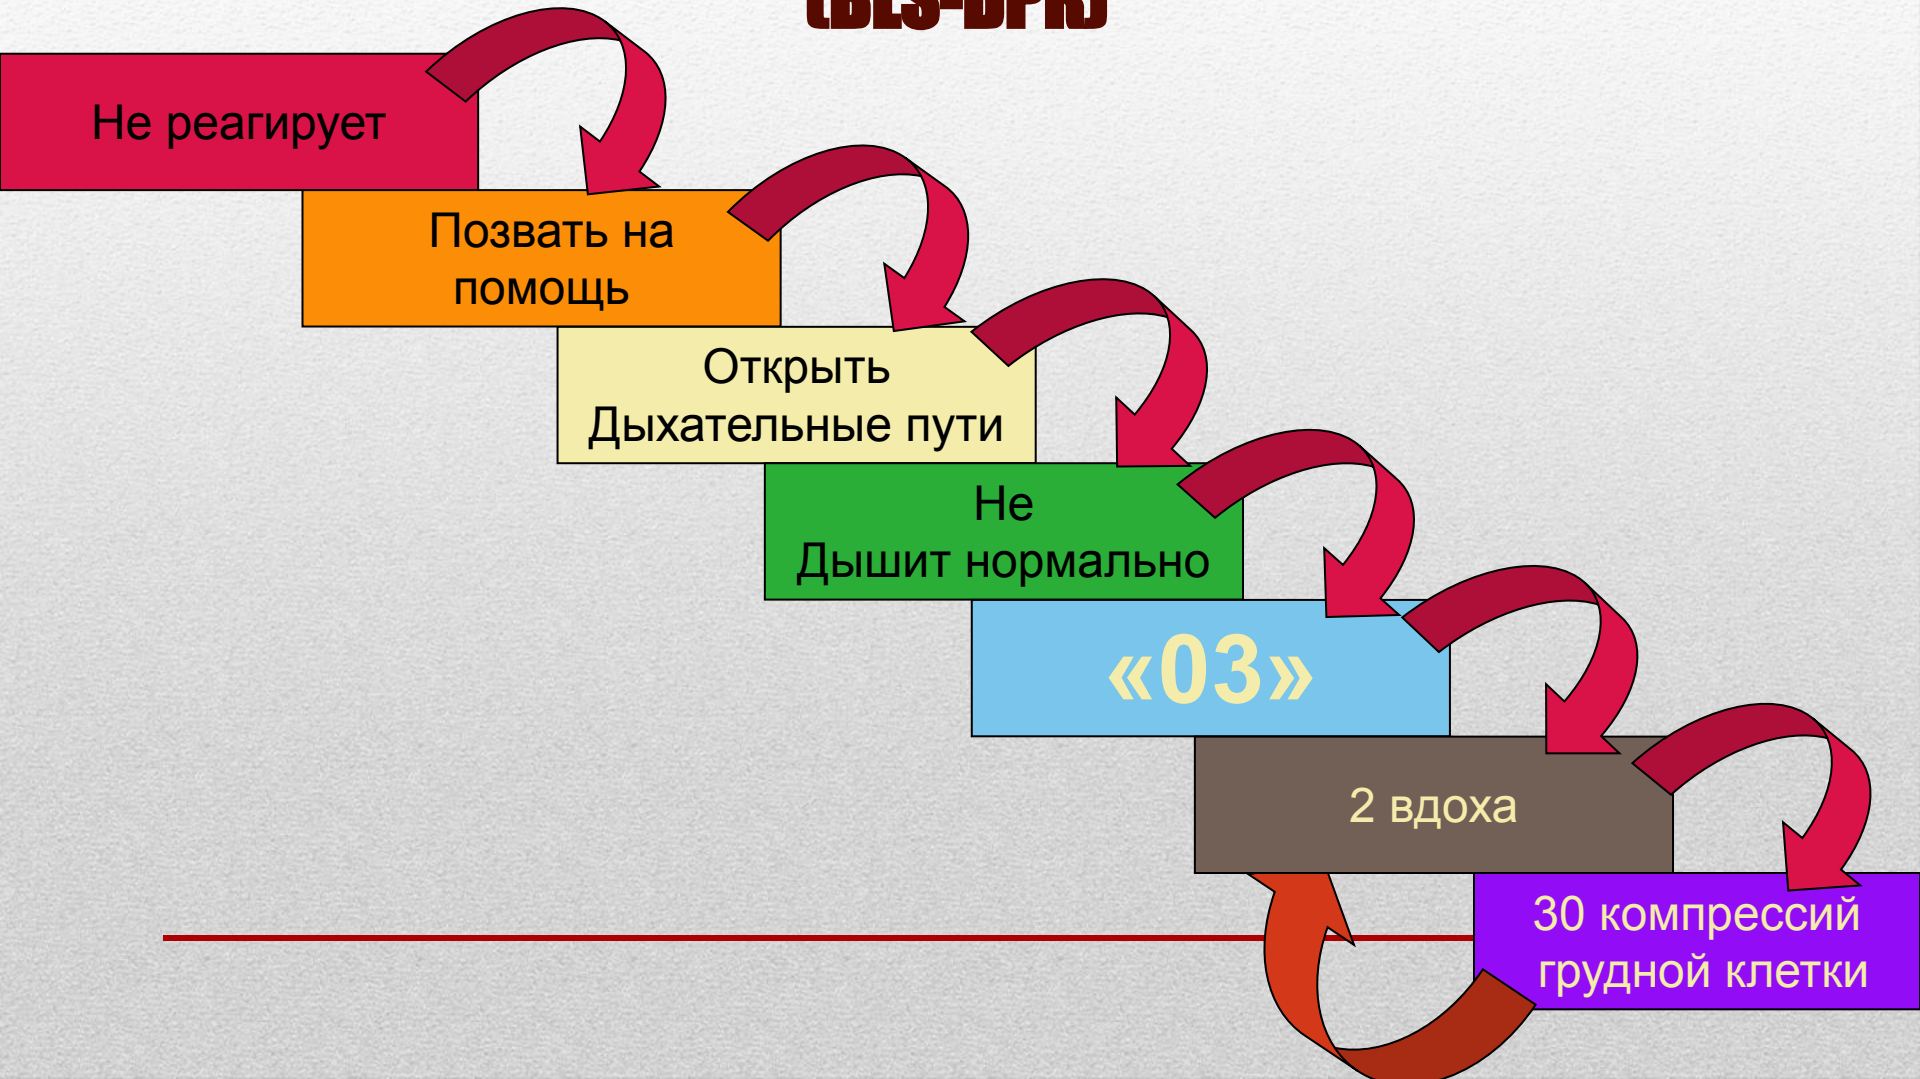 Не реагирует
Позвать на
помощь
Открыть
Дыхательные пути
Не
Дышит нормально
«03»
2 вдоха
30 компрессий
грудной клетки